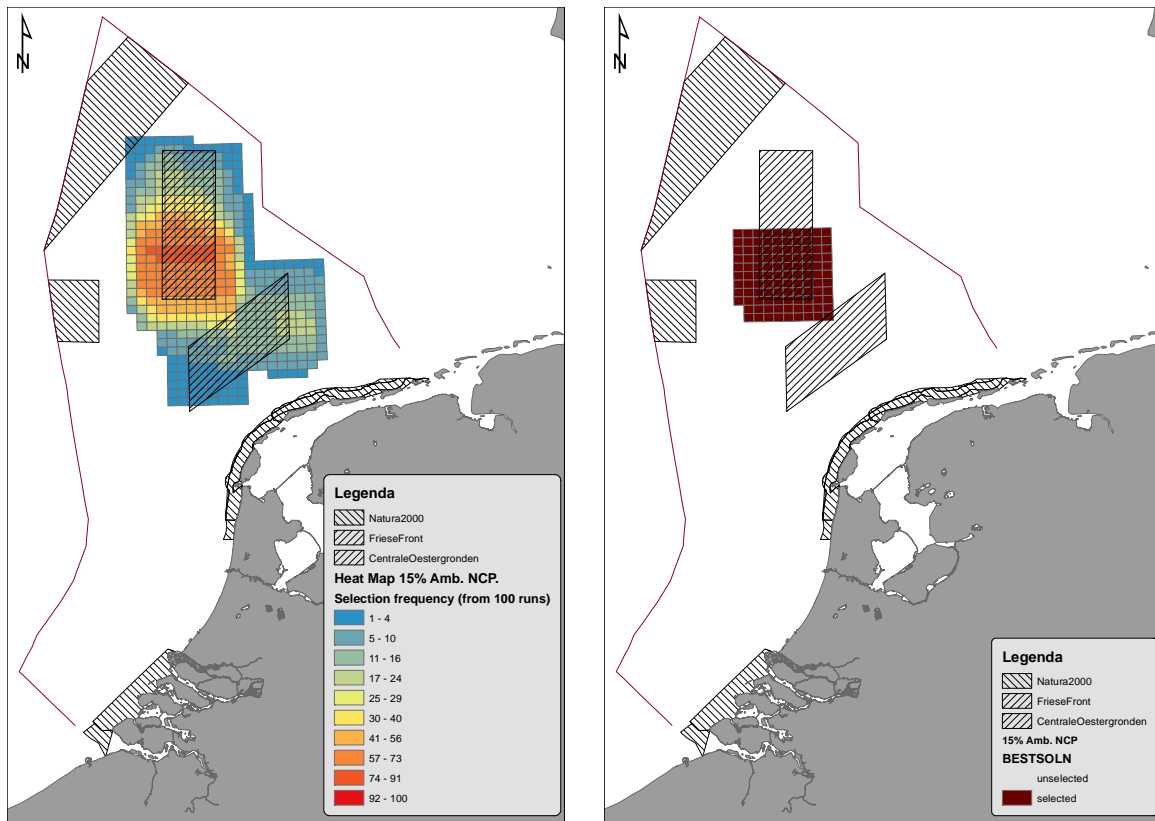 N
Legenda
Natura2000
FrieseFront
CentraleOestergronden
Heat Map 15% Amb. NCP.
Selection frequency (from 100 runs)
1 - 4
5 - 10
11 - 16
17 - 24
25 - 29
30 - 40
41 - 56
57 - 73
74 - 91
92 - 100
N
Legenda
Natura2000
FrieseFront
CentraleOestergronden
15% Amb. NCP
BESTSOLN
unselected
selected